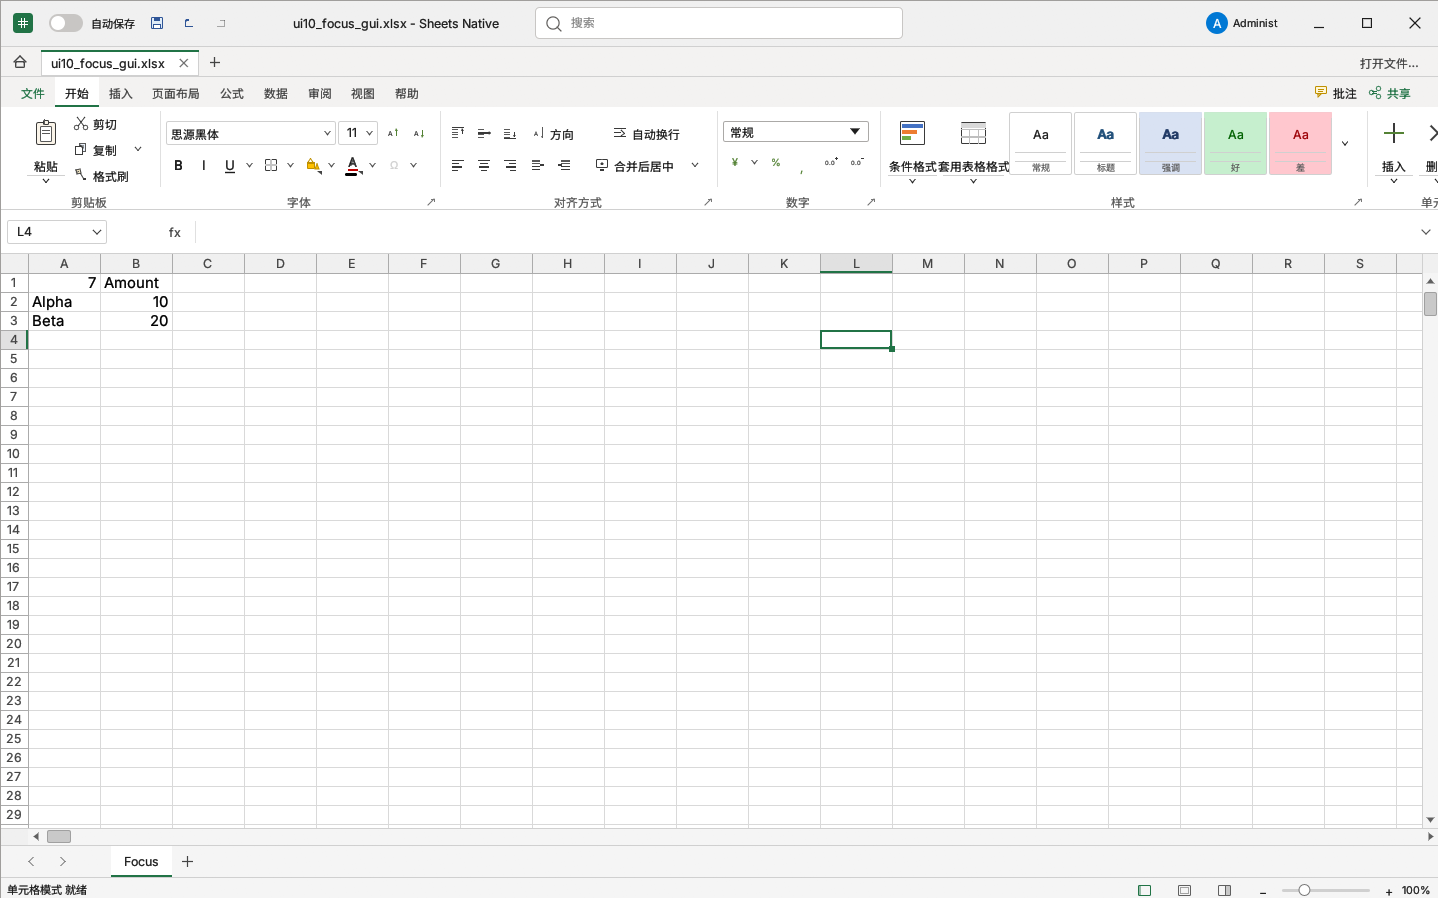 自动保存
ui10_focus_gui.xlsx - Sheets Native
搜索
A
Administ
ui10_focus_gui.xlsx
打开文件...
文件 开始 插入 页面布局 公式 数据 审阅 视图 帮助
批注 共享
粘贴
剪切
复制
格式刷
剪贴板
思源黑体 11 A A
B I U A Ω
字体
方向 自动换行
合并后居中
对齐方式
常规
¥ % , 0.0 0.0
数字
条件格式 套用表格格式
Aa 常规
Aa 标题
Aa 强调
Aa 好
Aa 差
样式
插入 删
单元
L4 fx
A B C D E F G H I J K L M N O P Q R S
1 7 Amount
2 Alpha 10
3 Beta 20
4
5
6
7
8
9
10
11
12
13
14
15
16
17
18
19
20
21
22
23
24
25
26
27
28
29
Focus
单元格模式 就绪
100%